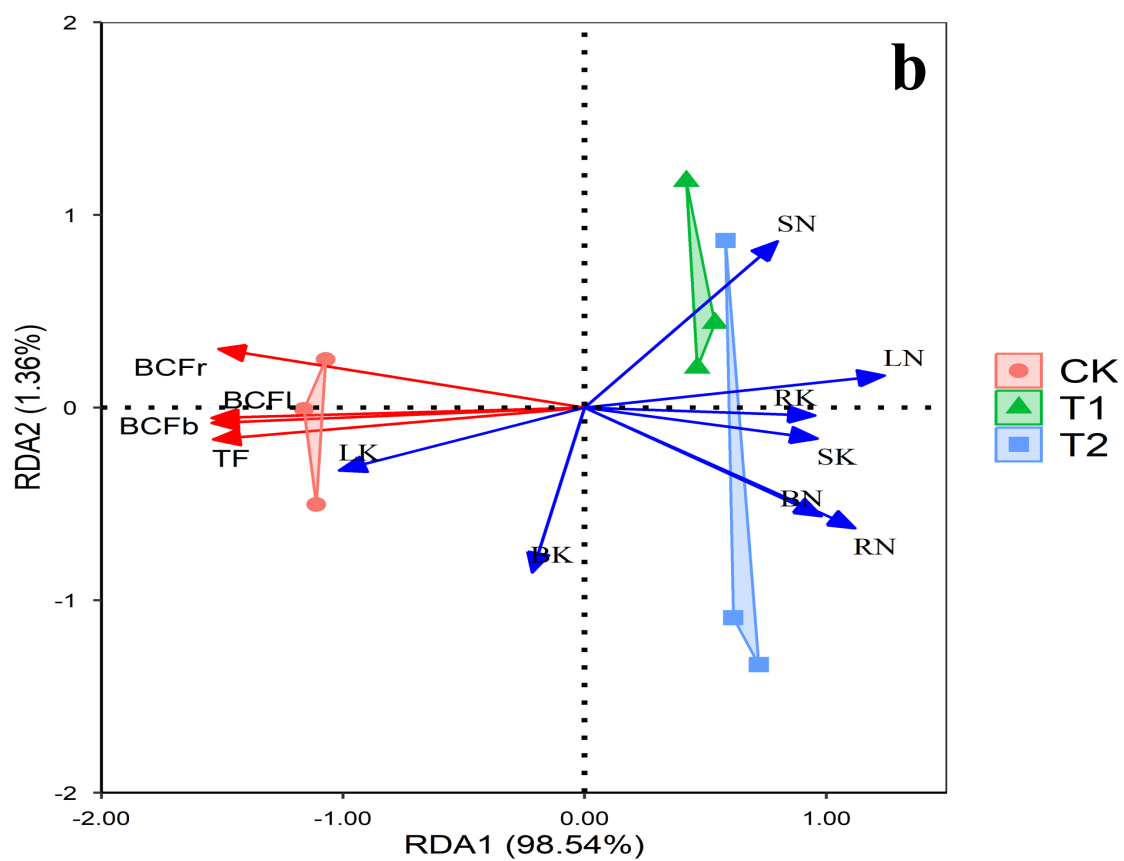 2
b
SN
1
LN
BCFr
BCFL
RK
CK
0
BCFb
T1
TF
LK
SK
T2
RDA2 (1.36%)
BN
RN
BK
-1
-2
-2.00
-1.00
0.00
1.00
RDA1 (98.54%)